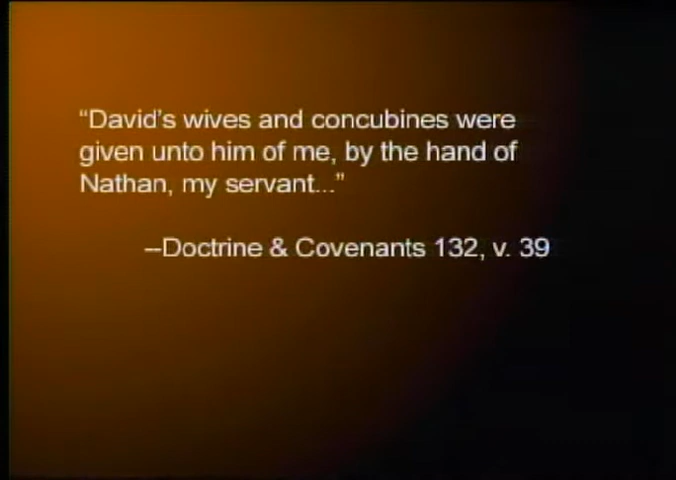 “David’s wives and concubines were
given unto him of me, by the hand of
Nathan, my servant...”
--Doctrine & Covenants 132, v. 39